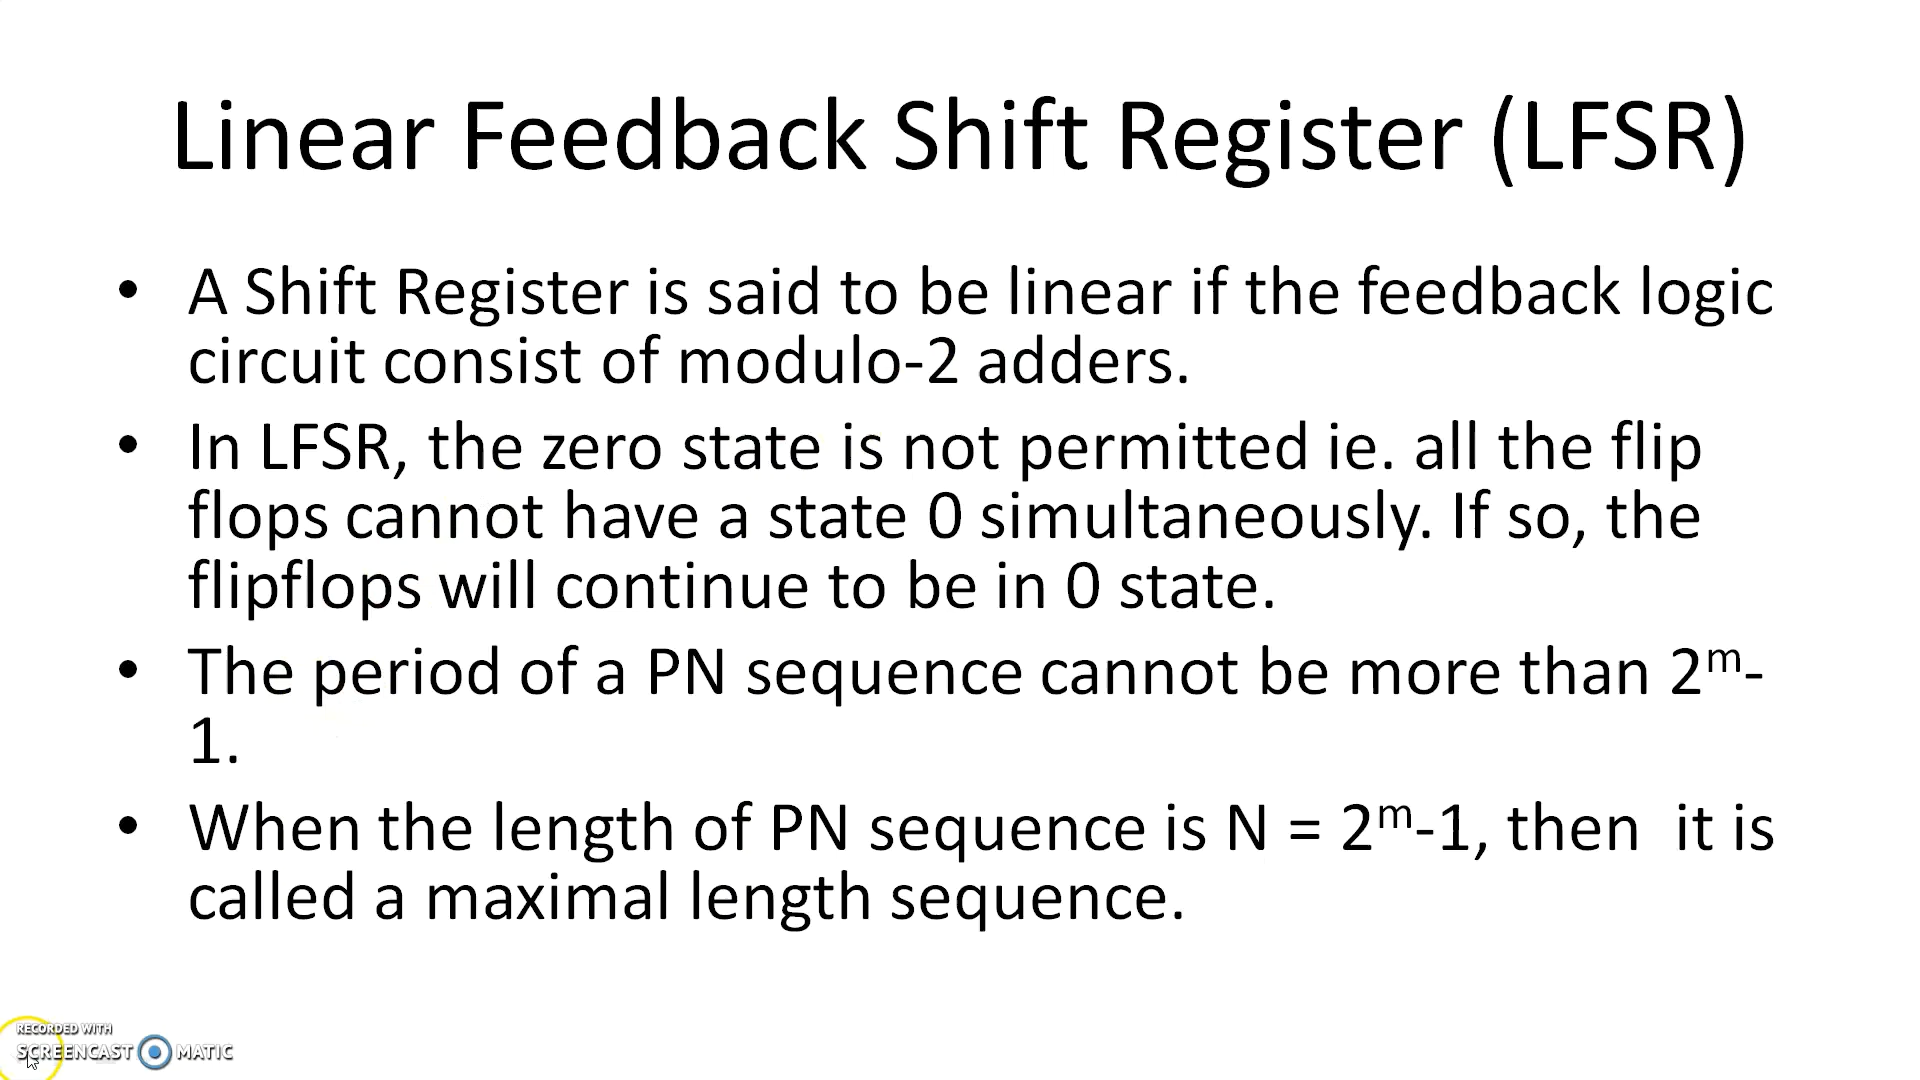 Linear Feedback Shift Register (LFSR)
• A Shift Register is said to be linear if the feedback logic
circuit consist of modulo-2 adders.
• In LFSR, the zero state is not permitted ie. all the flip
flops cannot have a state 0 simultaneously. If so, the
flipflops will continue to be in 0 state.
• The period of a PN sequence cannot be more than 2ᵐ-
1.
• When the length of PN sequence is N = 2ᵐ-1, then  it is
called a maximal length sequence.
RECORDED WITH
SCREENCAST MATIC